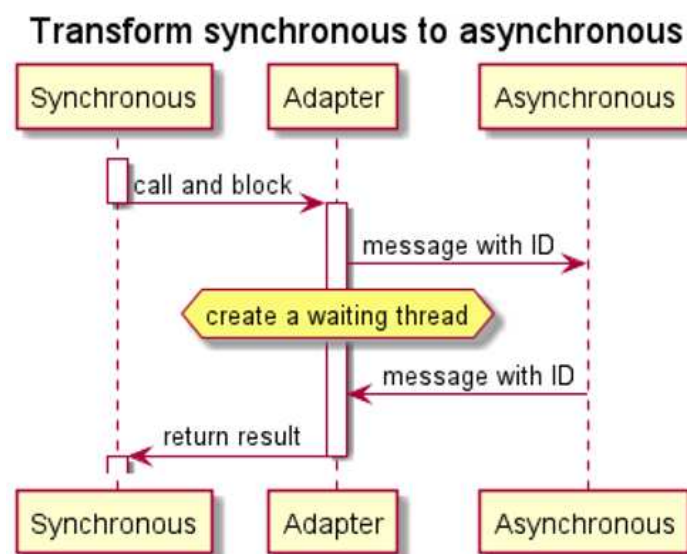 Transform synchronous to asynchronous
Synchronous Adapter Asynchronous
call and block
message with ID
create a waiting thread
message with ID
return result
Synchronous Adapter Asynchronous